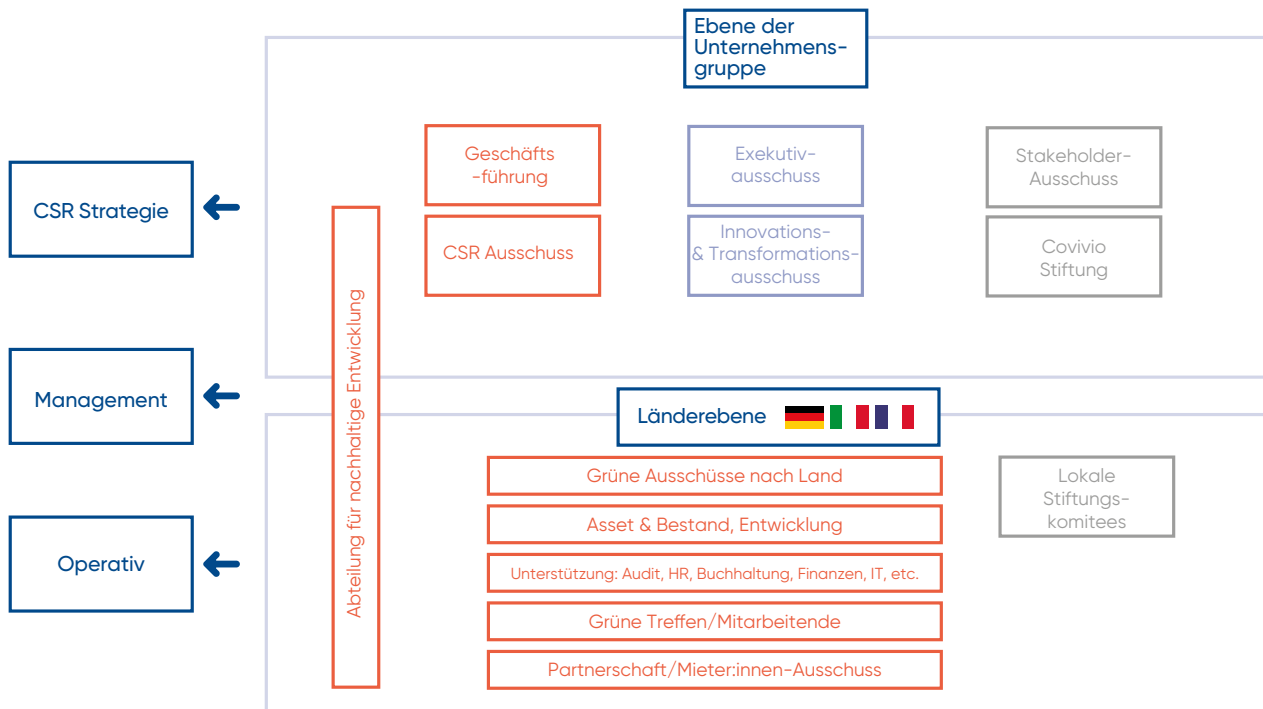 Ebene der
Unternehmens-
gruppe
Geschäfts
-führung
Exekutiv-
ausschuss
Stakeholder-
Ausschuss
CSR Strategie
CSR Ausschuss
Innovations-
& Transformations-
ausschuss
Covivio
Stiftung
Abteilung für nachhaltige Entwicklung
Management
Länderebene
Grüne Ausschüsse nach Land
Lokale
Stiftungs-
komitees
Asset & Bestand, Entwicklung
Operativ
Unterstützung: Audit, HR, Buchhaltung, Finanzen, IT, etc.
Grüne Treffen/Mitarbeitende
Partnerschaft/Mieter:innen-Ausschuss